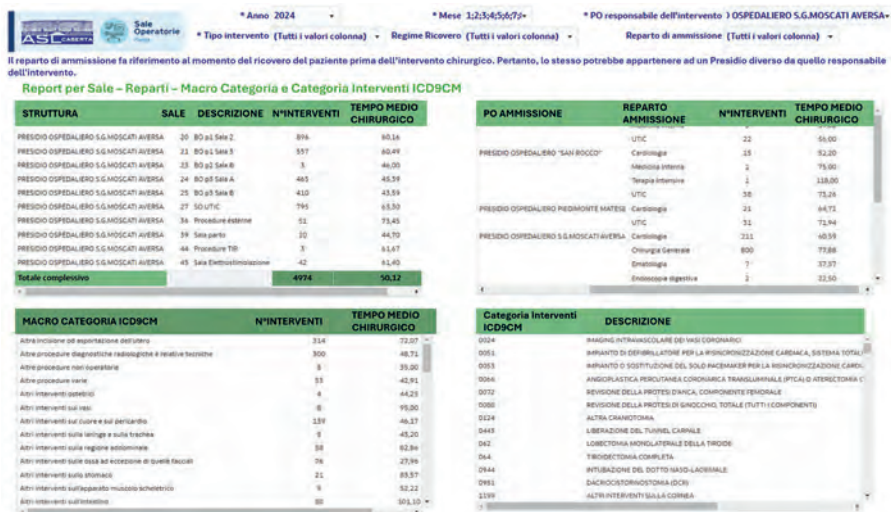 ASL CASERTA
Sale Operatorie
* Anno 2024 * Mese 1;2;3;4;5;6;7; * PO responsabile dell'intervento ) OSPEDALIERO S.G.MOSCATI AVERSA
* Tipo intervento (Tutti i valori colonna) Regime Ricovero (Tutti i valori colonna) Reparto di ammissione (Tutti i valori colonna)
Il reparto di ammissione fa riferimento al momento del ricovero del paziente prima dell'intervento chirurgico. Pertanto, lo stesso potrebbe appartenere ad un Presidio diverso da quello responsabile
dell'intervento.
Report per Sale – Reparti – Macro Categoria e Categoria Interventi ICD9CM
STRUTTURA SALE DESCRIZIONE N°INTERVENTI TEMPO MEDIO CHIRURGICO
PRESIDIO OSPEDALIERO S.G.MOSCATI AVERSA 20 BO p1 Sala 2 896 60,16
PRESIDIO OSPEDALIERO S.G.MOSCATI AVERSA 21 BO p1 Sala 3 557 60,49
PRESIDIO OSPEDALIERO S.G.MOSCATI AVERSA 23 BO p2 Sala B 3 46,00
PRESIDIO OSPEDALIERO S.G.MOSCATI AVERSA 24 BO p5 Sala A 465 45,39
PRESIDIO OSPEDALIERO S.G.MOSCATI AVERSA 25 BO p5 Sala B 410 43,59
PRESIDIO OSPEDALIERO S.G.MOSCATI AVERSA 27 SO UTIC 795 63,30
PRESIDIO OSPEDALIERO S.G.MOSCATI AVERSA 36 Procedure esterne 51 73,45
PRESIDIO OSPEDALIERO S.G.MOSCATI AVERSA 39 Sala parto 20 44,70
PRESIDIO OSPEDALIERO S.G.MOSCATI AVERSA 44 Procedure TIR 3 61,67
PRESIDIO OSPEDALIERO S.G.MOSCATI AVERSA 45 Sala Elettrostimolazione 42 61,40
Totale complessivo 4974 50,12
PO AMMISSIONE REPARTO AMMISSIONE N°INTERVENTI TEMPO MEDIO CHIRURGICO
UTIC 22 56,00
PRESIDIO OSPEDALIERO "SAN ROCCO" Cardiologia 15 52,20
Medicina Interna 1 75,00
Terapia Intensiva 1 118,00
UTIC 38 73,26
PRESIDIO OSPEDALIERO PIEDIMONTE MATESE Cardiologia 21 64,71
UTIC 31 71,94
PRESIDIO OSPEDALIERO S.G.MOSCATI AVERSA Cardiologia 211 60,59
Chirurgia Generale 800 77,88
Ematologia 7 37,57
Endoscopia digestiva 2 22,50
MACRO CATEGORIA ICD9CM N°INTERVENTI TEMPO MEDIO CHIRURGICO
Altra incisione od asportazione dell'utero 314 72,07
Altre procedure diagnostiche radiologiche e relative tecniche 300 48,71
Altre procedure non operatorie 8 35,00
Altre procedure varie 53 42,91
Altri interventi ostetrici 4 44,25
Altri interventi sui vasi 8 95,00
Altri interventi sul cuore e sul pericardio 139 46,17
Altri interventi sulla laringe e sulla trachea 5 45,20
Altri interventi sulla regione addominale 58 62,86
Altri interventi sulle ossa ad eccezione di quelle facciali 76 27,96
Altri interventi sullo stomaco 21 85,57
Altri interventi sull'apparato muscolo scheletrico 9 52,22
Altri interventi sull'intestino 80 101,10
Categoria Interventi ICD9CM DESCRIZIONE
0024 IMAGING INTRAVASCOLARE DEI VASI CORONARICI
0051 IMPIANTO DI DEFIBRILLATORE PER LA RISINCRONIZZAZIONE CARDIACA, SISTEMA TOTALE
0053 IMPIANTO O SOSTITUZIONE DEL SOLO PACEMAKER PER LA RISINCRONIZZAZIONE CARDI
0066 ANGIOPLASTICA PERCUTANEA CORONARICA TRANSLUMINALE (PTCA) O ATERECTOMIA C
0072 REVISIONE DELLA PROTESI D'ANCA, COMPONENTE FEMORALE
0080 REVISIONE DELLA PROTESI DI GINOCCHIO, TOTALE (TUTTI I COMPONENTI)
0124 ALTRA CRANIOTOMIA
0443 LIBERAZIONE DEL TUNNEL CARPALE
062 LOBECTOMIA MONOLATERALE DELLA TIROIDE
064 TIROIDECTOMIA COMPLETA
0944 INTUBAZIONE DEL DOTTO NASO-LACRIMALE
0951 DACRIOCISTORINOSTOMIA (DCR)
1199 ALTRI INTERVENTI SULLA CORNEA